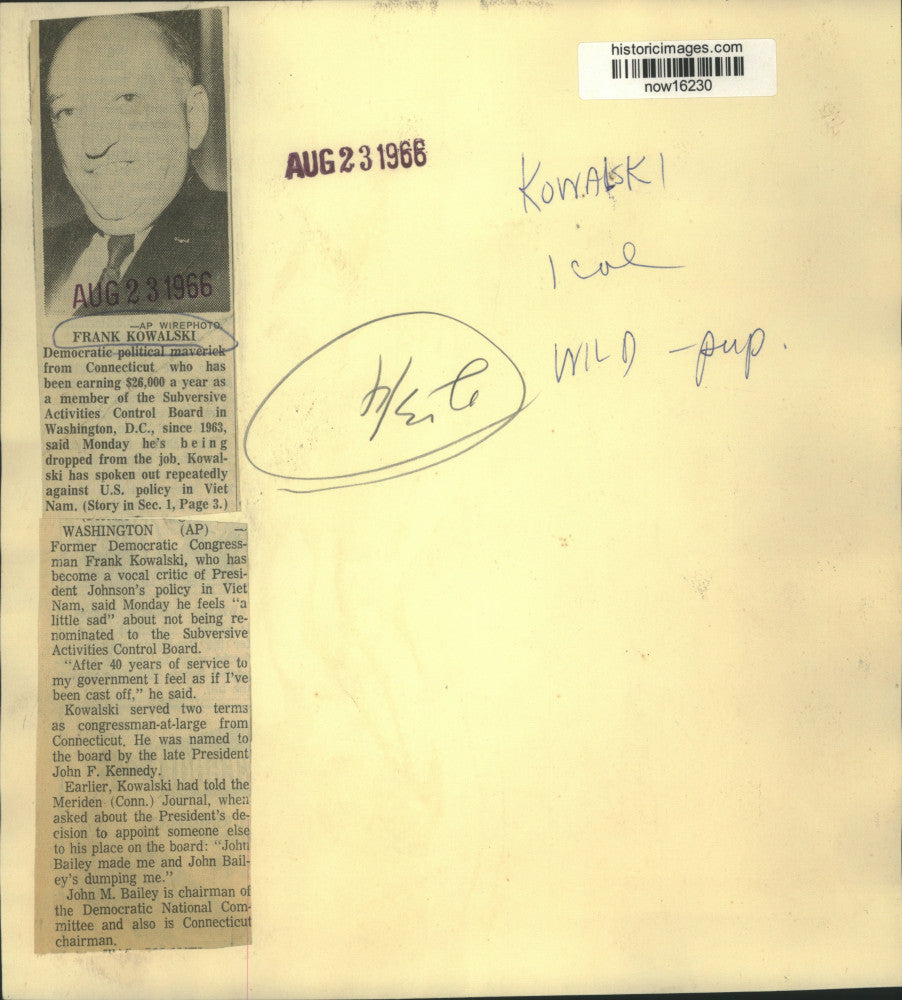 historicimages.com
now16230
AUG 23 1966
KOWALSKI
1 col
WILD - pup.
AUG 23 1966
—AP WIREPHOTO.
FRANK KOWALSKI
Democratic political maverick
from Connecticut who has
been earning $26,000 a year as
a member of the Subversive
Activities Control Board in
Washington, D.C., since 1963,
said Monday he's being
dropped from the job. Kowal-
ski has spoken out repeatedly
against U.S. policy in Viet
Nam. (Story in Sec. 1, Page 3.)
WASHINGTON (AP) —
Former Democratic Congress-
man Frank Kowalski, who has
become a vocal critic of Presi-
dent Johnson's policy in Viet
Nam, said Monday he feels "a
little sad" about not being re-
nominated to the Subversive
Activities Control Board.
"After 40 years of service to
my government I feel as if I've
been cast off," he said.
Kowalski served two terms
as congressman-at-large from
Connecticut. He was named to
the board by the late President
John F. Kennedy.
Earlier, Kowalski had told the
Meriden (Conn.) Journal, when
asked about the President's de-
cision to appoint someone else
to his place on the board: "John
Bailey made me and John Bail-
ey's dumping me."
John M. Bailey is chairman of
the Democratic National Com-
mittee and also is Connecticut
chairman.